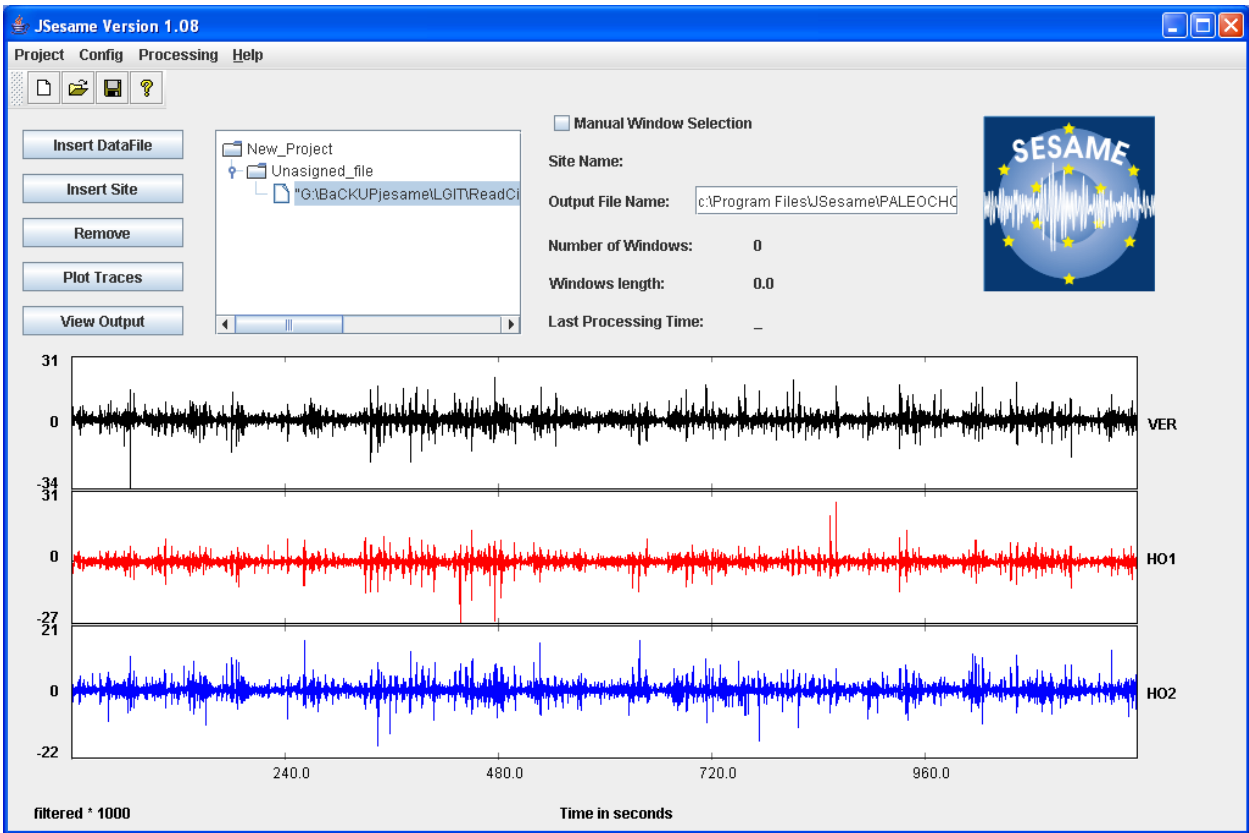 JSesame Version 1.08
Project Config Processing Help
Insert DataFile
Insert Site
Remove
Plot Traces
View Output
New_Project
Unasigned_file
"G:\BaCKUPjesame\LGIT\ReadCi
Manual Window Selection
Site Name:
Output File Name: c:\Program Files\JSesame\PALEOCHO
Number of Windows: 0
Windows length: 0.0
Last Processing Time: _
SESAME
31
0
-34
VER
31
0
-27
HO1
21
0
-22
HO2
240.0 480.0 720.0 960.0
filtered * 1000 Time in seconds